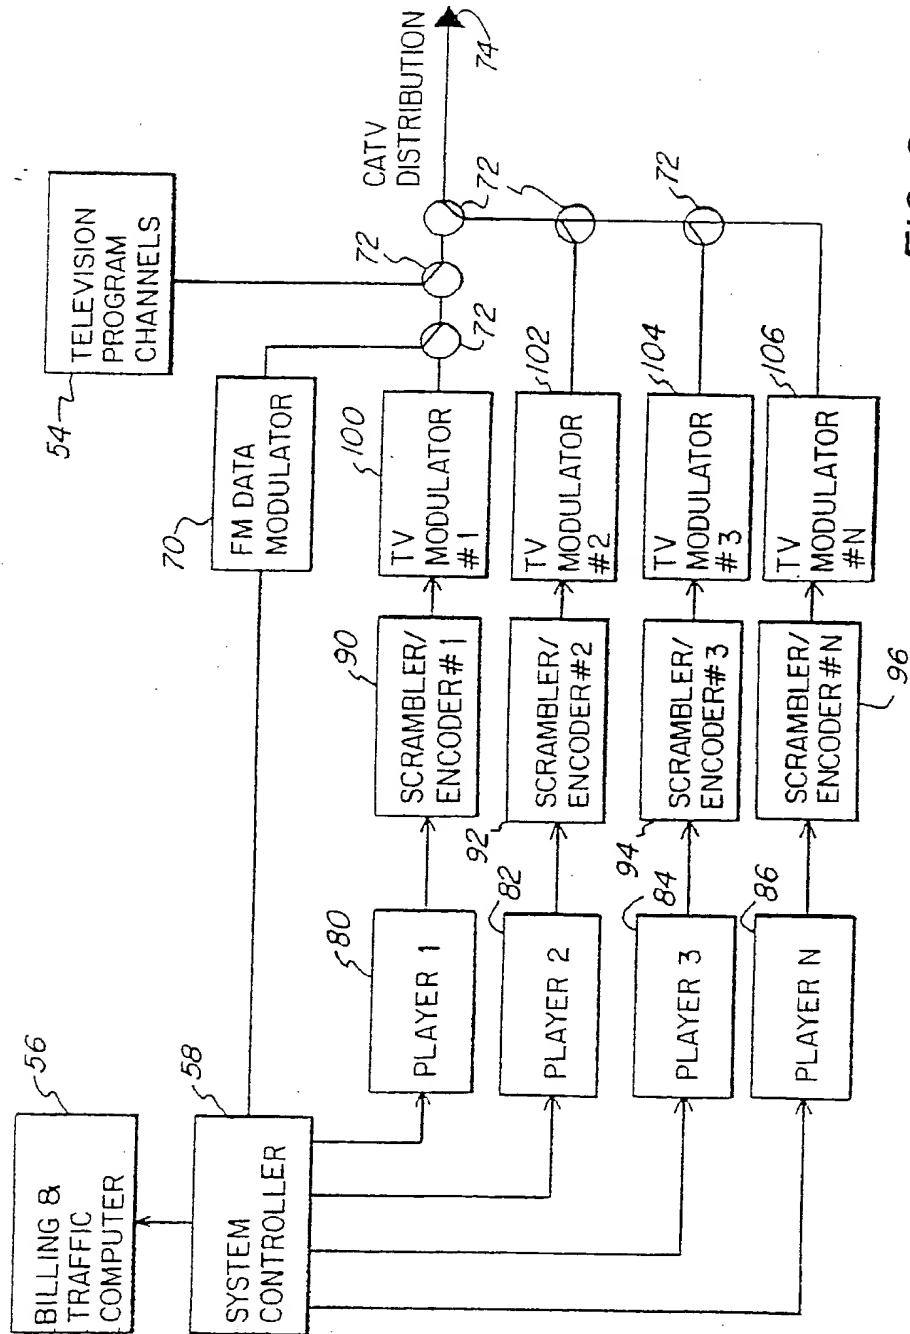 BILLING &
TRAFFIC
COMPUTER
56
SYSTEM
CONTROLLER
58
54
TELEVISION
PROGRAM
CHANNELS
70
FM DATA
MODULATOR
PLAYER 1
80
SCRAMBLER/
ENCODER#1
90
TV
MODULATOR
#1
100
72
72
72
CATV
DISTRIBUTION
74
PLAYER 2
82
92
SCRAMBLER/
ENCODER#2
TV
MODULATOR
#2
102
PLAYER 3
84
94
SCRAMBLER/
ENCODER#3
TV
MODULATOR
#3
104
72
PLAYER N
86
SCRAMBLER/
ENCODER#N
96
TV
MODULATOR
#N
106